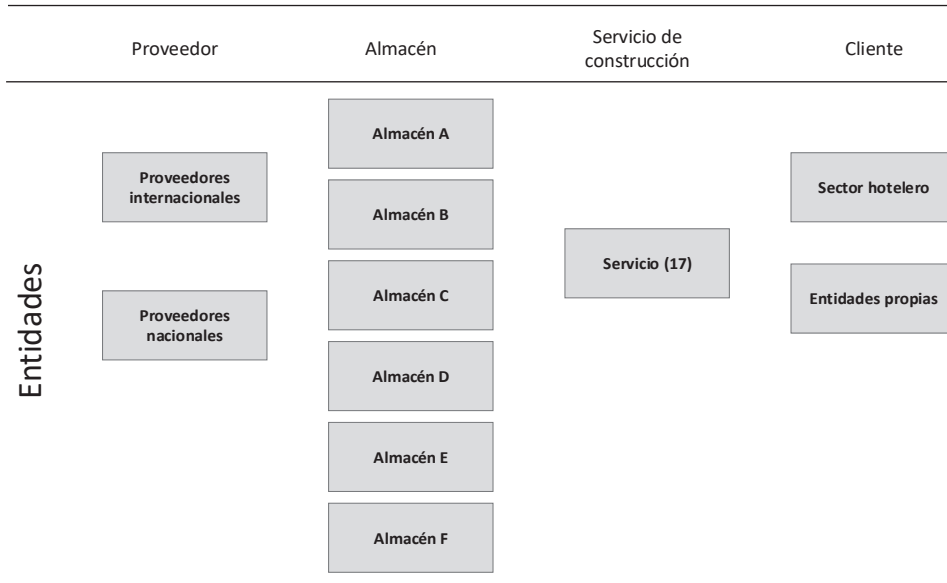 Proveedor
Almacén
Servicio de
construcción
Cliente
Entidades
Proveedores
internacionales
Proveedores
nacionales
Almacén A
Almacén B
Almacén C
Almacén D
Almacén E
Almacén F
Servicio (17)
Sector hotelero
Entidades propias